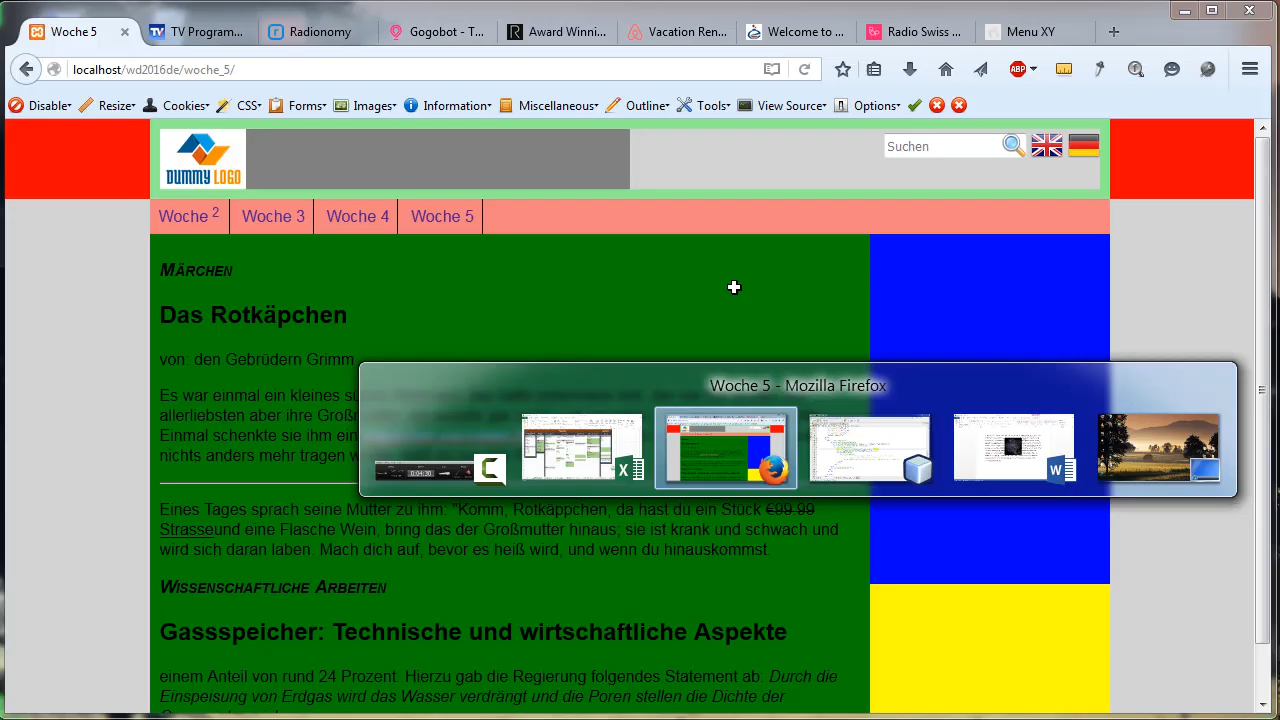 Woche 5
TV Program...
Radionomy
Gogobot - T...
Award Winni...
Vacation Ren...
Welcome to ...
Radio Swiss ...
Menu XY
localhost/wd2016de/woche_5/
ABP
Disable
Resize
Cookies
CSS
Forms
Images
Information
Miscellaneous
Outline
Tools
View Source
Options
DUMMY LOGO
Suchen
Woche 2
Woche 3
Woche 4
Woche 5
MÄRCHEN
Das Rotkäpchen
von: den Gebrüdern Grimm
Woche 5 - Mozilla Firefox
Es war einmal ein kleines
allerliebsten aber ihre Großm
Einmal schenkte sie ihm ein
nichts anders mehr tragen w
0:04:30
Eines Tages sprach seine Mutter zu ihm: "Komm, Rotkäppchen, da hast du ein Stück €99.99
Strasseund eine Flasche Wein, bring das der Großmutter hinaus; sie ist krank und schwach und
wird sich daran laben. Mach dich auf, bevor es heiß wird, und wenn du hinauskommst.
WISSENSCHAFTLICHE ARBEITEN
Gassspeicher: Technische und wirtschaftliche Aspekte
einem Anteil von rund 24 Prozent. Hierzu gab die Regierung folgendes Statement ab: Durch die
Einspeisung von Erdgas wird das Wasser verdrängt und die Poren stellen die Dichte der